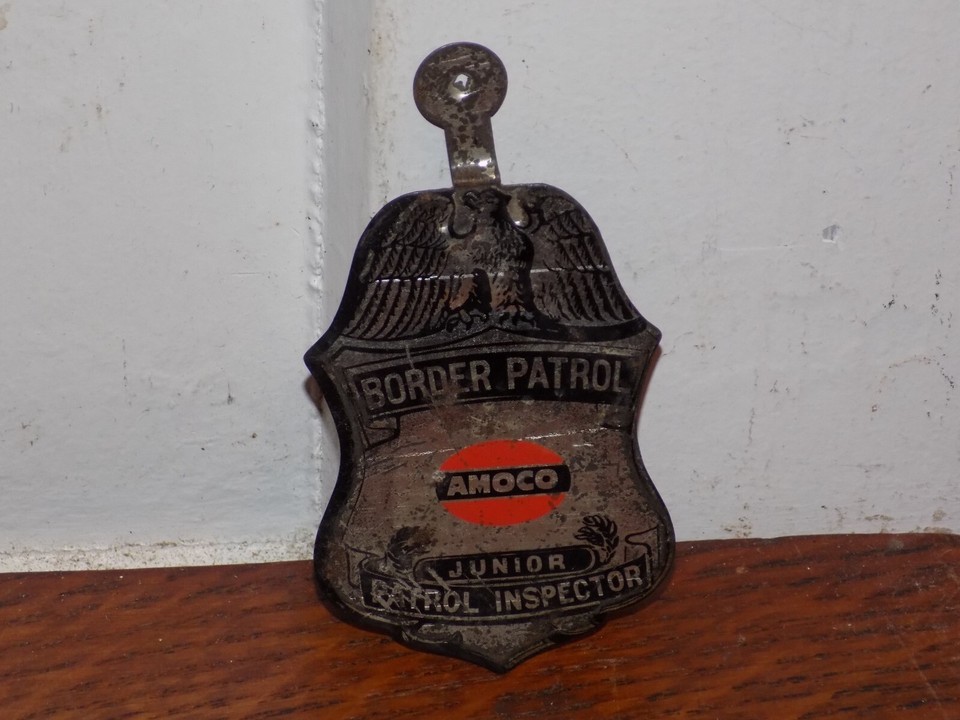 BORDER PATROL
AMOCO
JUNIOR
PATROL INSPECTOR